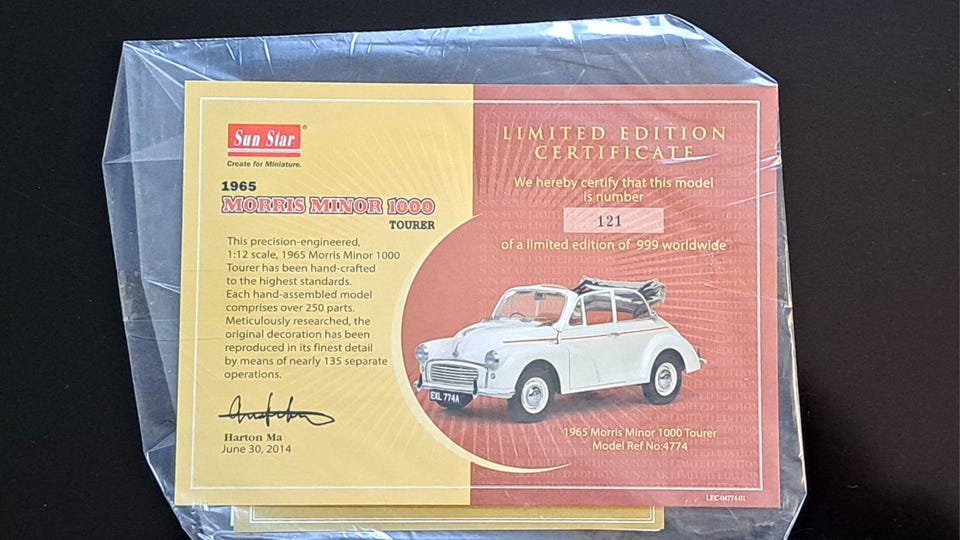 Sun Star®
Create for Miniature.
1965
MORRIS MINOR 1000
TOURER
This precision-engineered,
1:12 scale, 1965 Morris Minor 1000
Tourer has been hand-crafted
to the highest standards.
Each hand-assembled model
comprises over 250 parts.
Meticulously researched, the
original decoration has been
reproduced in its finest detail
by means of nearly 135 separate
operations.
Harton Ma
June 30, 2014
LIMITED EDITION
CERTIFICATE
We hereby certify that this model
is number
121
of a limited edition of 999 worldwide
EXL 774A
1965 Morris Minor 1000 Tourer
Model Ref No:4774
LEC-04774-01